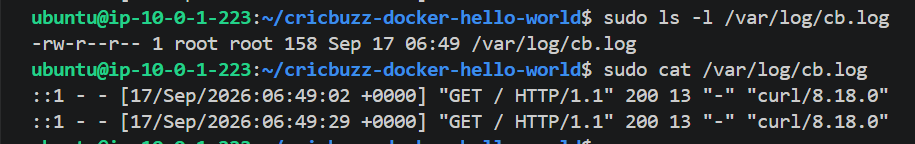 ubuntu@ip-10-0-1-223:~/cricbuzz-docker-hello-world$ sudo ls -l /var/log/cb.log
-rw-r--r-- 1 root root 158 Sep 17 06:49 /var/log/cb.log
ubuntu@ip-10-0-1-223:~/cricbuzz-docker-hello-world$ sudo cat /var/log/cb.log
::1 - - [17/Sep/2026:06:49:02 +0000] "GET / HTTP/1.1" 200 13 "-" "curl/8.18.0"
::1 - - [17/Sep/2026:06:49:29 +0000] "GET / HTTP/1.1" 200 13 "-" "curl/8.18.0"